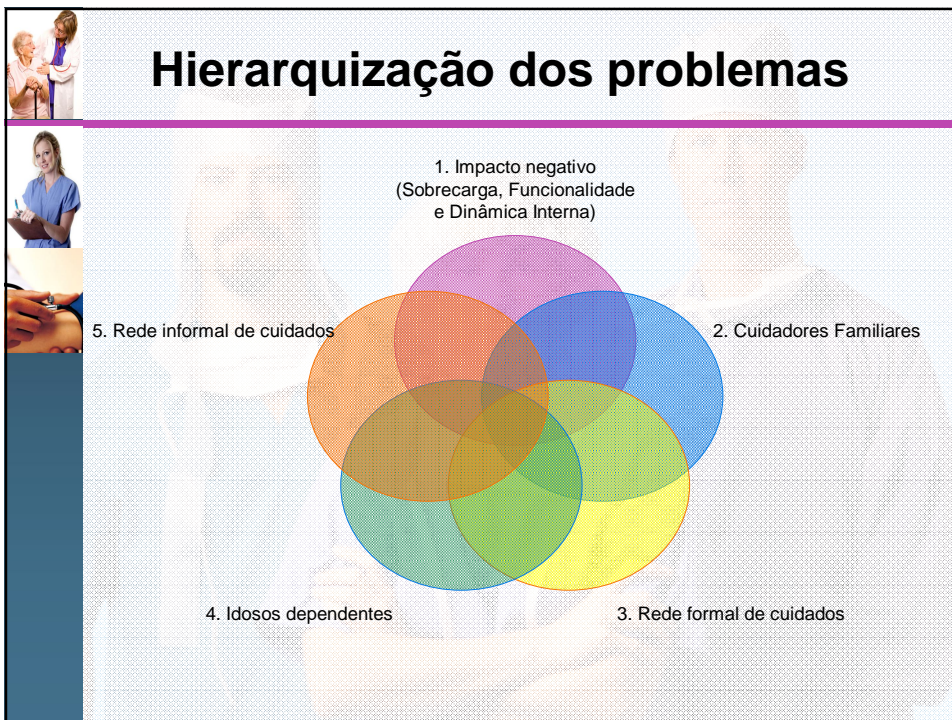 Hierarquização dos problemas
1. Impacto negativo
(Sobrecarga, Funcionalidade
e Dinâmica Interna)
5. Rede informal de cuidados
2. Cuidadores Familiares
4. Idosos dependentes
3. Rede formal de cuidados